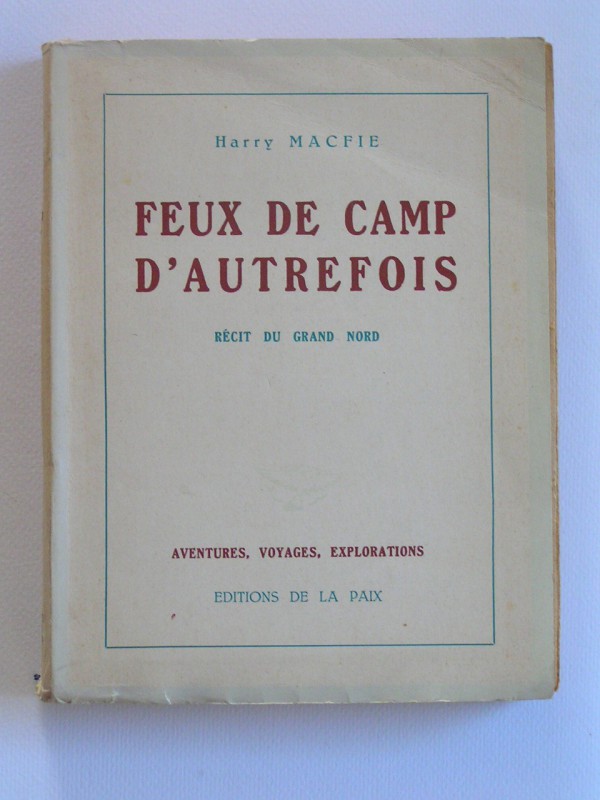 Harry MACFIE
FEUX DE CAMP
D'AUTREFOIS
RÉCIT DU GRAND NORD
AVENTURES, VOYAGES, EXPLORATIONS
EDITIONS DE LA PAIX